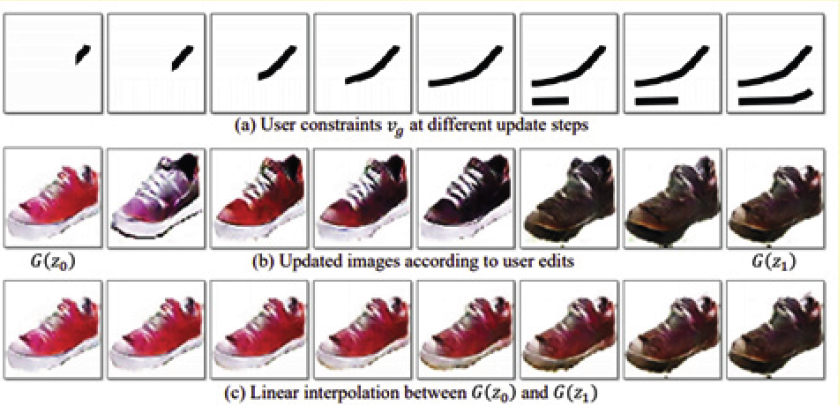 (a) User constraints v_g at different update steps
G(z_0)
(b) Updated images according to user edits
G(z_1)
(c) Linear interpolation between G(z_0) and G(z_1)